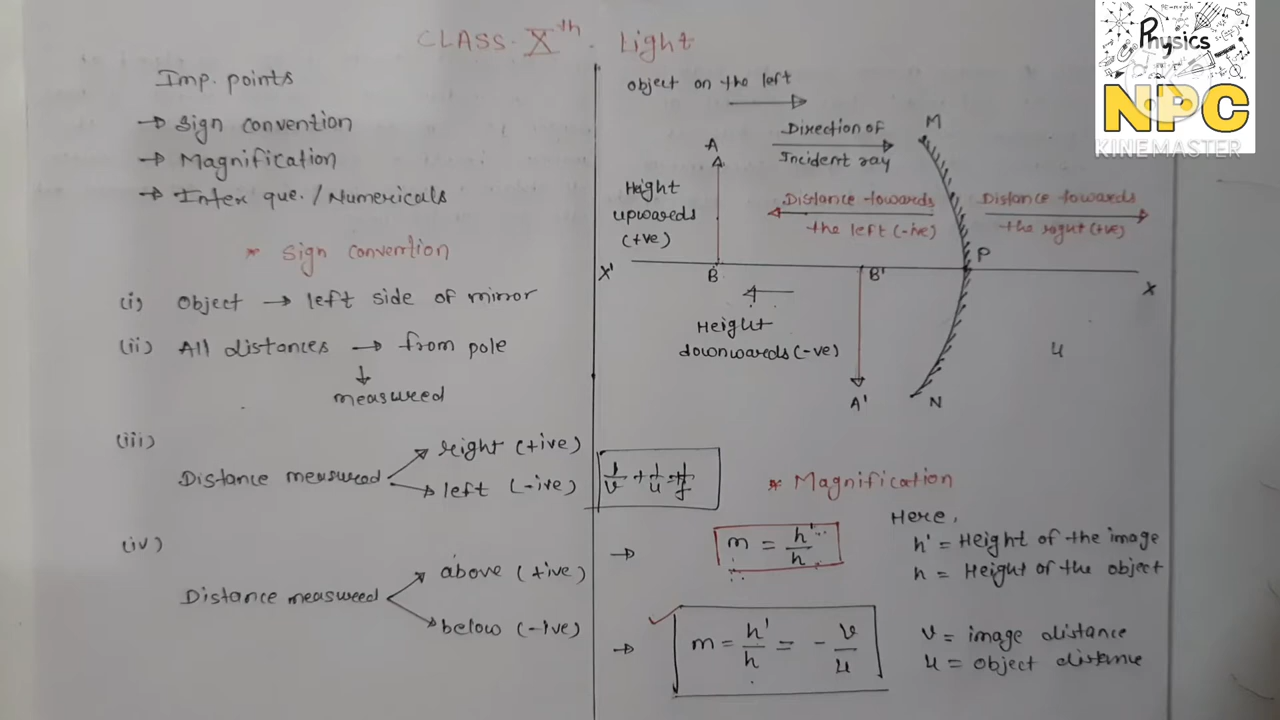 CLASS. Xth. Light
Imp. points
→ Sign convention
→ Magnification
→ Intex que./Numericals
* Sign convention
(i) Object → left side of mirror
(ii) All distances → from pole
↓
measured
(iii)
Distance measured
right (+ive)
left (-ive)
(iv)
Distance measured
above (+ive)
below (-ive)
object on the left
Direction of
Incident ray
M
A
Height
upwards
(+ve)
Distance towards
the left (-ive)
Distance towards
the right (+ve)
X'
B
B'
P
X
Height
downwards (-ve)
u
A'
N
1/v + 1/u = 1/f
* Magnification
→ m = h'/h
Here,
h' = Height of the image
h = Height of the object
→ m = h'/h = - v/u
v = image distance
u = object distance
Physics
NPC
KINEMASTER